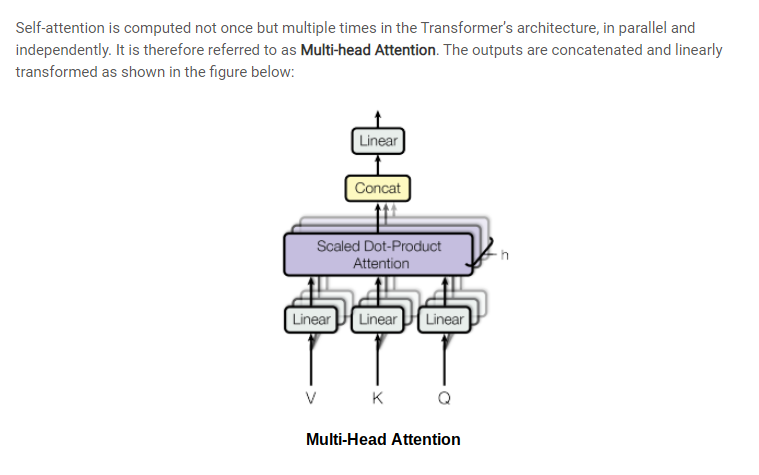 Self-attention is computed not once but multiple times in the Transformer's architecture, in parallel and
independently. It is therefore referred to as Multi-head Attention. The outputs are concatenated and linearly
transformed as shown in the figure below:
Linear
Concat
Scaled Dot-Product
Attention
h
Linear Linear Linear
V K Q
Multi-Head Attention